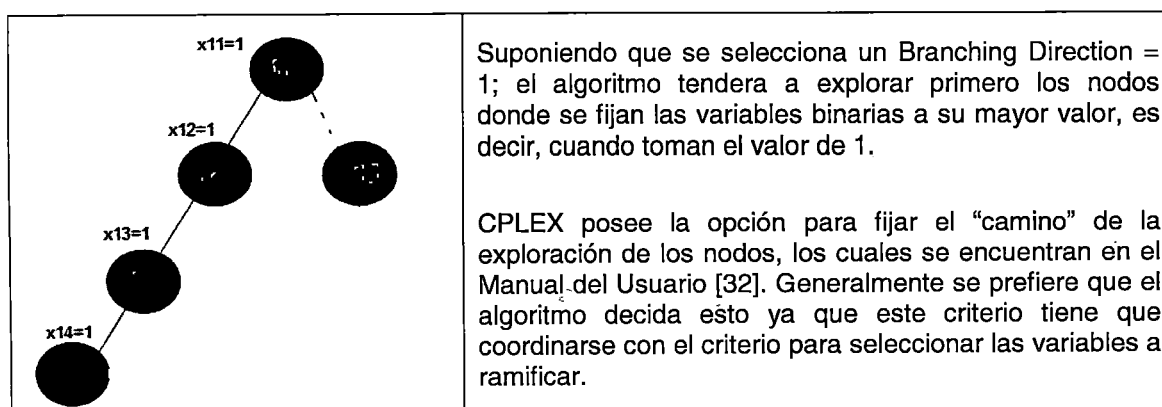 x11=1
x12=1
x13=1
x14=1
Suponiendo que se selecciona un Branching Direction =
1; el algoritmo tendera a explorar primero los nodos
donde se fijan las variables binarias a su mayor valor, es
decir, cuando toman el valor de 1.
CPLEX posee la opción para fijar el “camino” de la
exploración de los nodos, los cuales se encuentran en el
Manual del Usuario [32]. Generalmente se prefiere que el
algoritmo decida esto ya que este criterio tiene que
coordinarse con el criterio para seleccionar las variables a
ramificar.